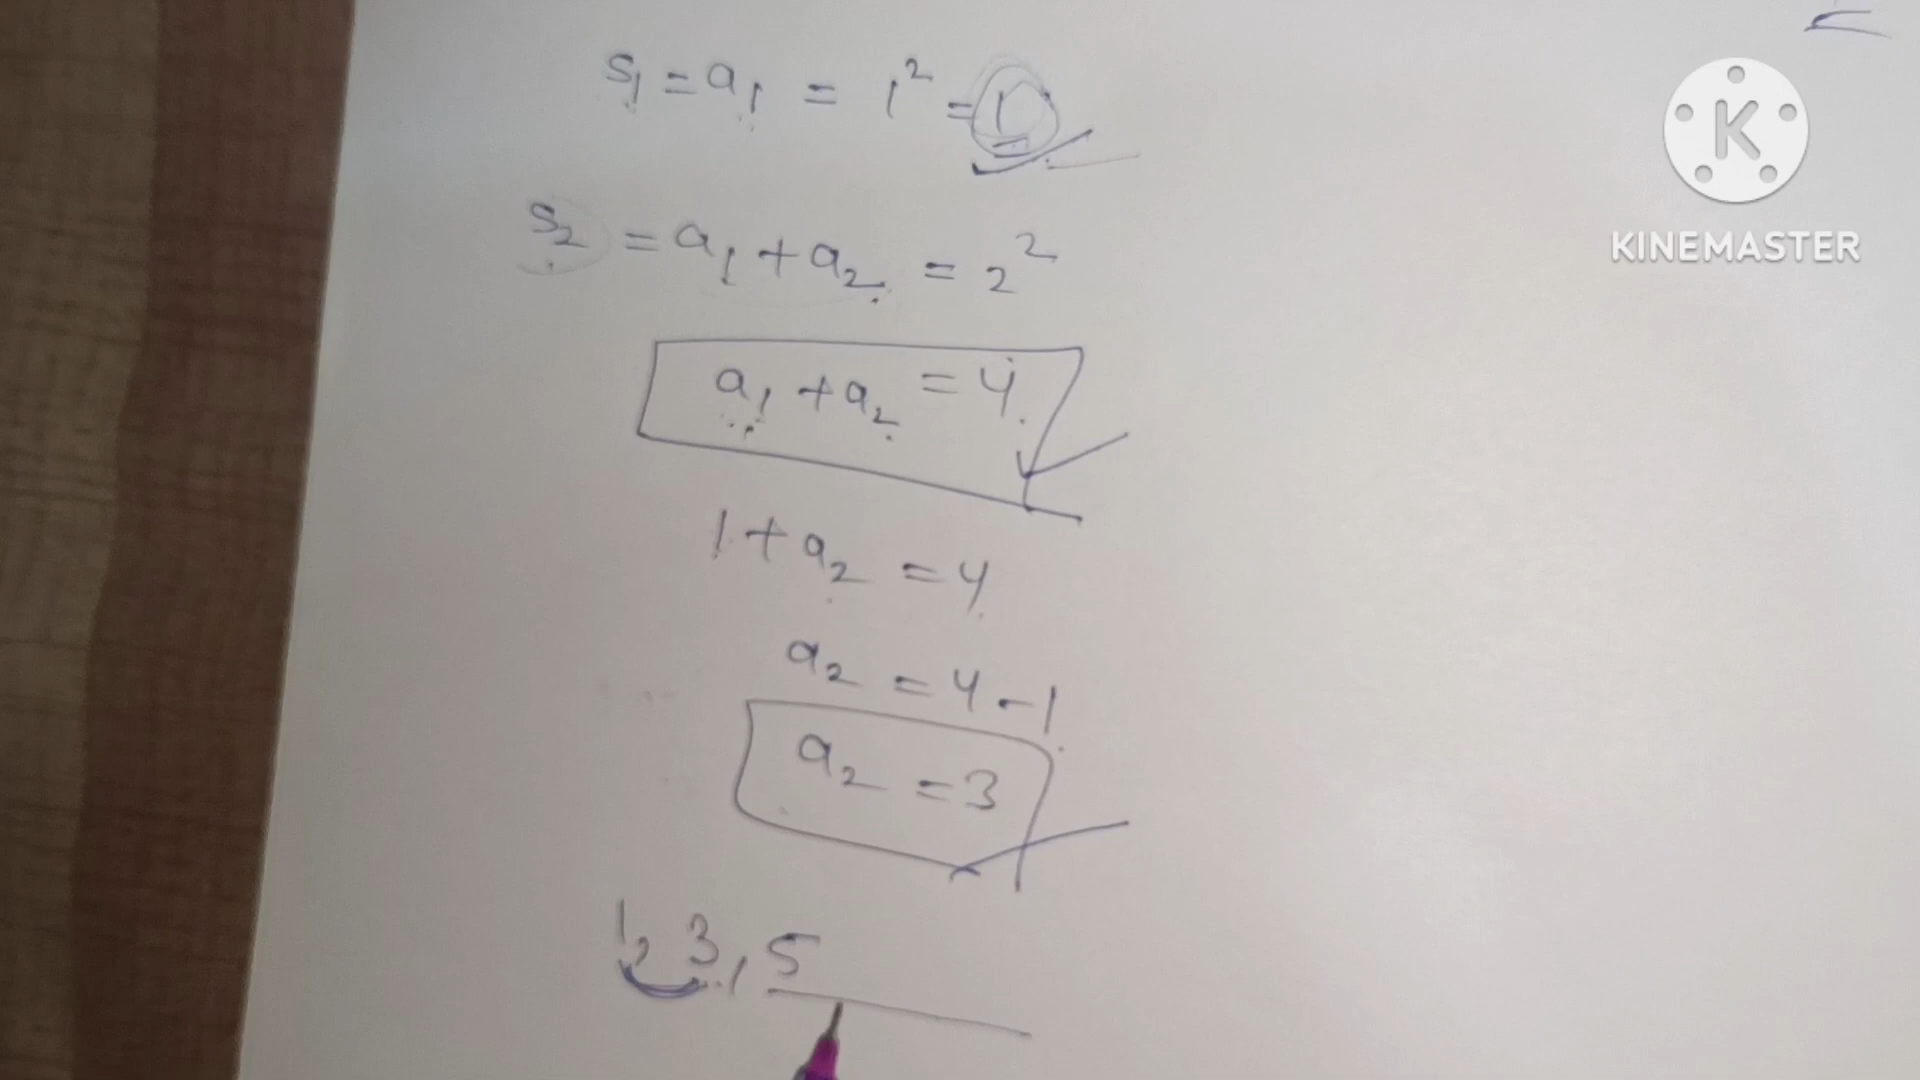 S₁ = a₁ = 1² = 1
K
KINEMASTER
S₂ = a₁ + a₂ = 2²
a₁ + a₂ = 4
1 + a₂ = 4
a₂ = 4 - 1
a₂ = 3
1, 3, 5